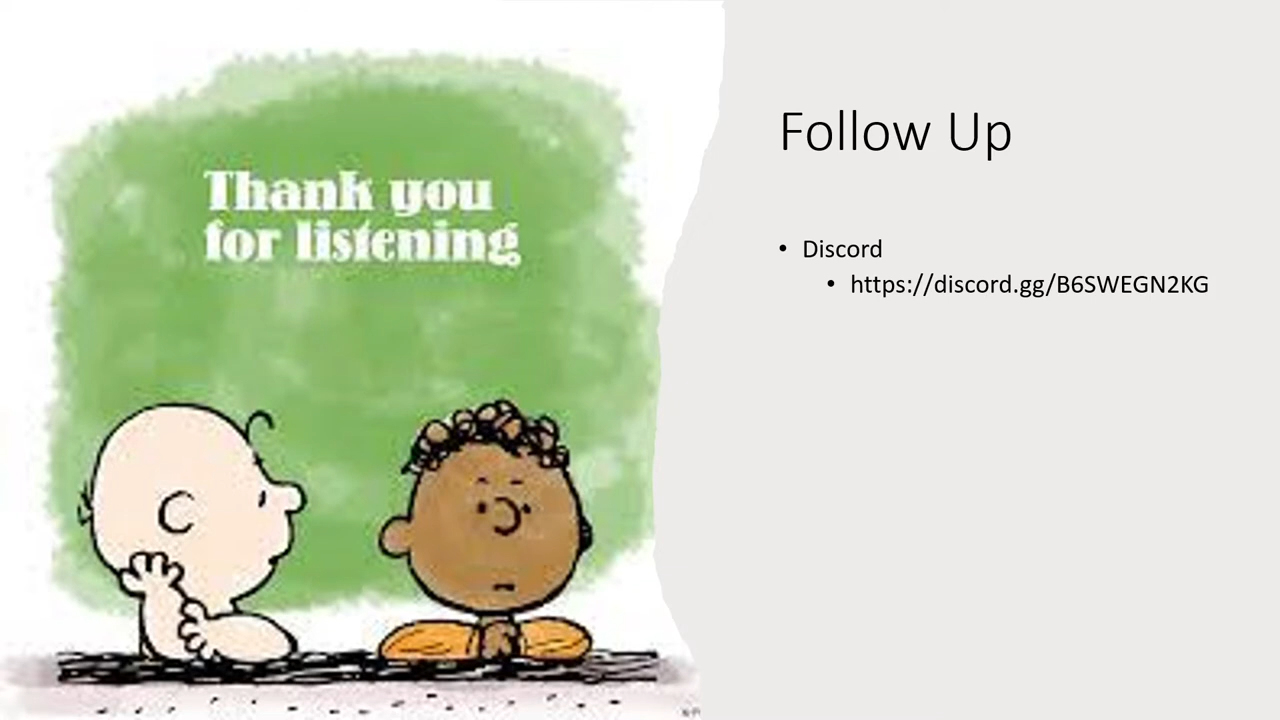 Thank you
for listening
Follow Up
• Discord
• https://discord.gg/B6SWEGN2KG